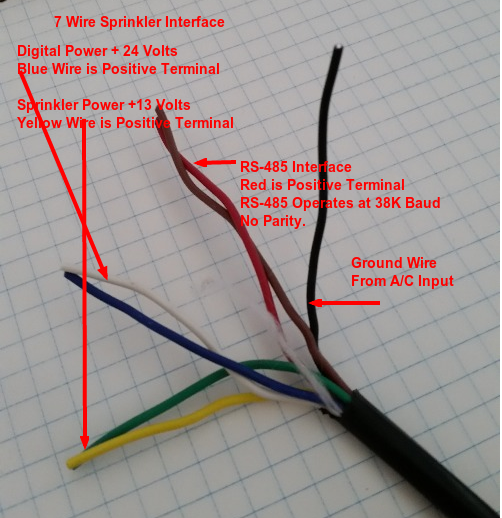 7 Wire Sprinkler Interface
Digital Power + 24 Volts
Blue Wire is Positive Terminal
Sprinkler Power +13 Volts
Yellow Wire is Positive Terminal
RS-485 Interface
Red is Positive Terminal
RS-485 Operates at 38K Baud
No Parity.
Ground Wire
From A/C Input